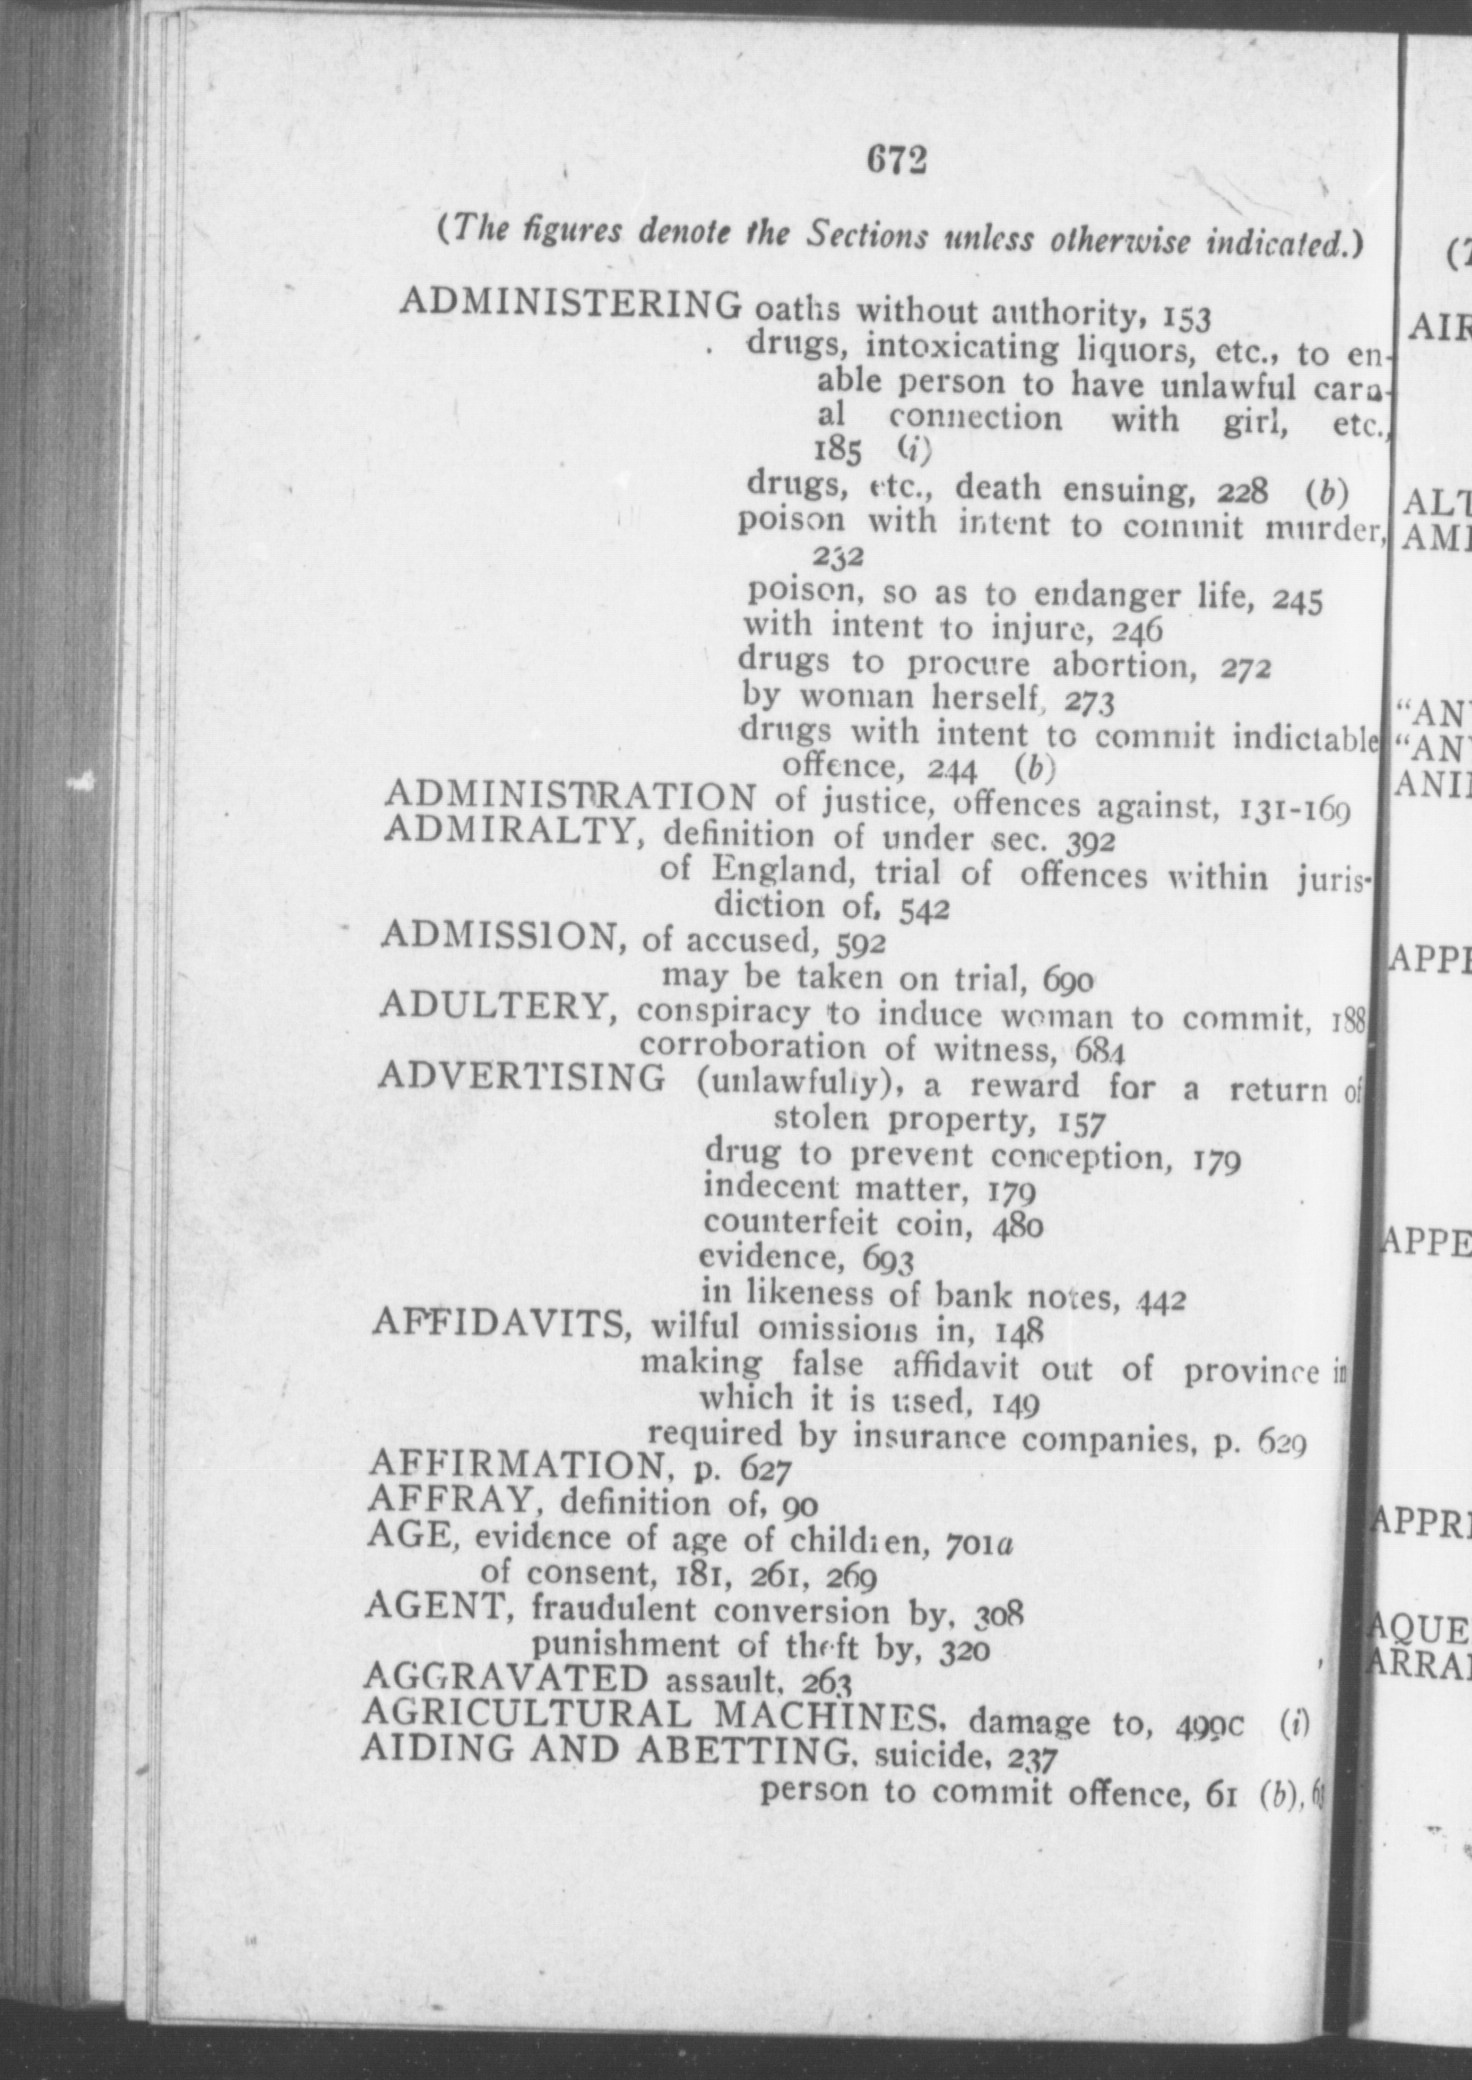 672
(The figures denote the Sections unless otherwise indicated.)
ADMINISTERING oaths without authority, 153
drugs, intoxicating liquors, etc., to en-
able person to have unlawful carn-
al connection with girl, etc.,
185 (i)
drugs, etc., death ensuing, 228 (b)
poison with intent to commit murder,
232
poison, so as to endanger life, 245
with intent to injure, 246
drugs to procure abortion, 272
by woman herself, 273
drugs with intent to commit indictable
offence, 244 (b)
ADMINISTRATION of justice, offences against, 131-169
ADMIRALTY, definition of under sec. 392
of England, trial of offences within juris-
diction of, 542
ADMISSION, of accused, 592
may be taken on trial, 690
ADULTERY, conspiracy to induce woman to commit, 188
corroboration of witness, 684
ADVERTISING (unlawfully), a reward for a return of
stolen property, 157
drug to prevent conception, 179
indecent matter, 179
counterfeit coin, 480
evidence, 693
in likeness of bank notes, 442
AFFIDAVITS, wilful omissions in, 148
making false affidavit out of province in
which it is used, 149
required by insurance companies, p. 629
AFFIRMATION, p. 627
AFFRAY, definition of, 90
AGE, evidence of age of children, 701a
of consent, 181, 261, 269
AGENT, fraudulent conversion by, 308
punishment of theft by, 320
AGGRAVATED assault, 263
AGRICULTURAL MACHINES, damage to, 499C (i)
AIDING AND ABETTING, suicide, 237
person to commit offence, 61 (b),
(T
AIR
ALT
AME
"ANY
"ANY
ANI
APPE
APPE
APPR
AQUE
ARRA